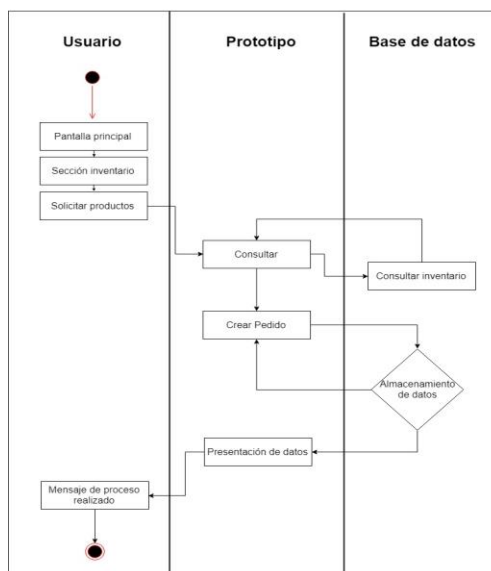 Usuario
Prototipo
Base de datos
Pantalla principal
Sección inventario
Solicitar productos
Consultar
Consultar inventario
Crear Pedido
Almacenamiento
de datos
Presentación de datos
Mensaje de proceso
realizado